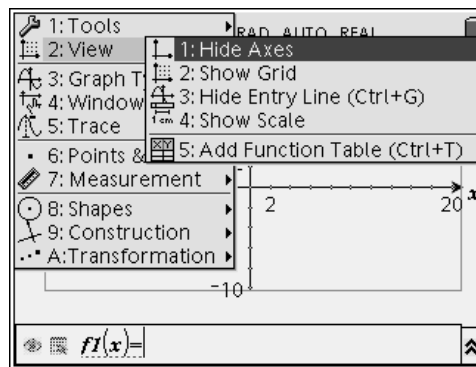 1: Tools
RAD AUTO REAL
2: View
1: Hide Axes
2: Show Grid
3: Graph T
3: Hide Entry Line (Ctrl+G)
4: Window
1 cm 4: Show Scale
5: Trace
6: Points &
X Y 5: Add Function Table (Ctrl+T)
7: Measurement
x
8: Shapes
2 20
9: Construction
A:Transformation
-10
f1(x)=